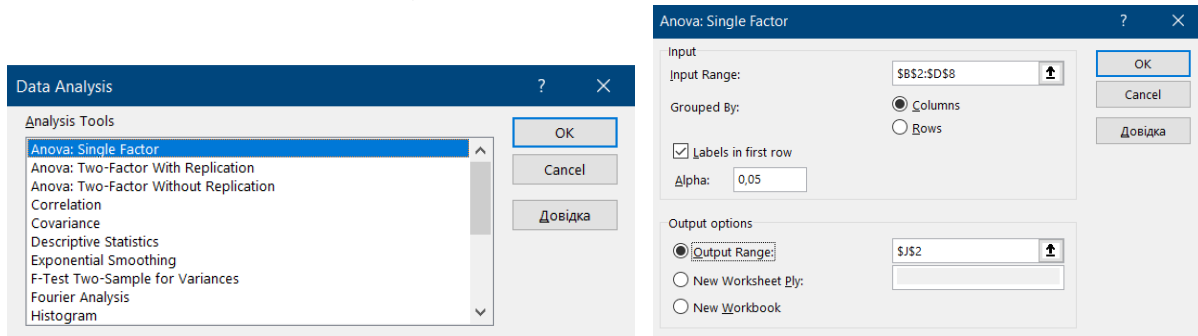 Data Analysis ? ×
Analysis Tools
Anova: Single Factor
Anova: Two-Factor With Replication
Anova: Two-Factor Without Replication
Correlation
Covariance
Descriptive Statistics
Exponential Smoothing
F-Test Two-Sample for Variances
Fourier Analysis
Histogram
OK
Cancel
Довідка
Anova: Single Factor ? ×
Input
Input Range: $B$2:$D$8
Grouped By: Columns
Rows
Labels in first row
Alpha: 0,05
Output options
Output Range: $J$2
New Worksheet Ply:
New Workbook
OK
Cancel
Довідка